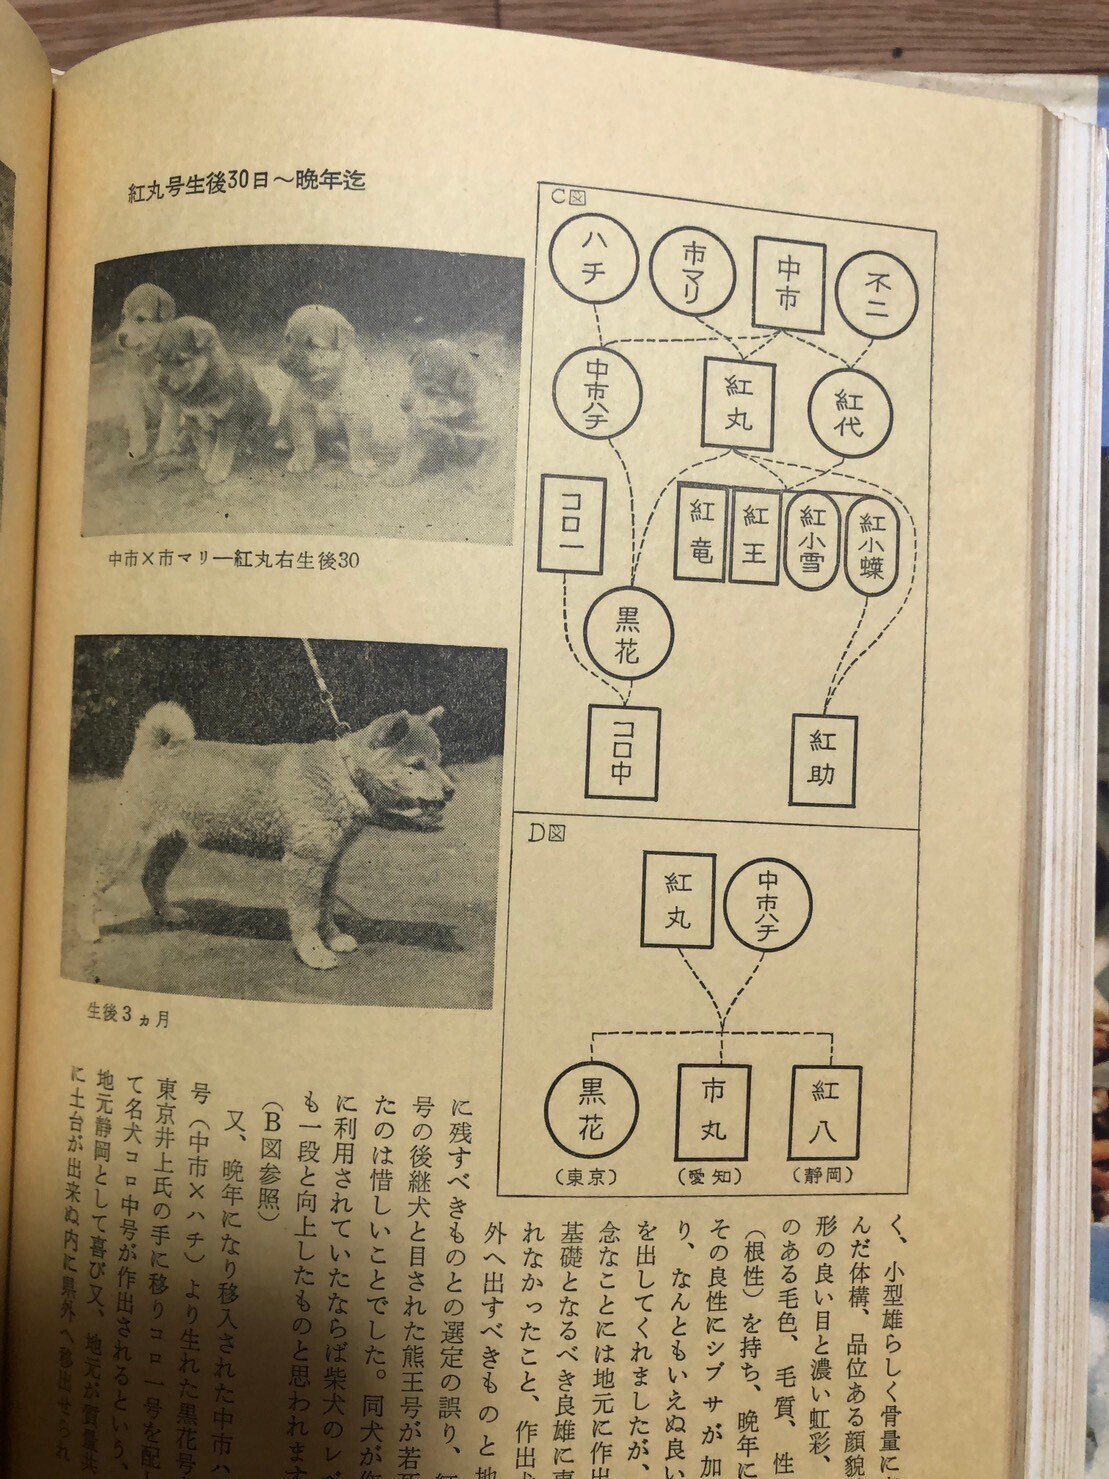 紅丸号生後30日～晩年迄
中市×市マリ―紅丸右生後30
生後3ヵ月
C図
ハチ
市マリ
中市
不二
中市ハチ
紅丸
紅代
コロ一
紅竜
紅王
紅小雪
紅小蝶
黒花
コロ中
紅助
D図
紅丸
中市ハチ
黒花
市丸
紅八
(東京)
(愛知)
(静岡)
く、小型雄らしく骨量に
んだ体構、品位ある顔貌
形の良い目と濃い虹彩、
のある毛色、毛質、性
(根性)を持ち、晩年に
その良性にシブサが加
り、なんともいえぬ良い
を出してくれましたが、
念なことには地元に作出
基礎となるべき良雄に
れなかったこと、作出
外へ出すべきものと地
に残すべきものとの選定の誤り、
号の後継犬と目された熊王号が若
たのは惜しいことでした。同犬が
に利用されていたならば柴犬のレベ
も一段と向上したものと思われます
(B図参照)
又、晩年になり移入された中市ハ
号(中市×ハチ)より生れた黒花号
東京井上氏の手に移りコロ一号を配し
て名犬コロ中号が作出されるという、
地元静岡として喜び又、地元が質量共
に土台が出来ぬ内に県外へ移出せられ